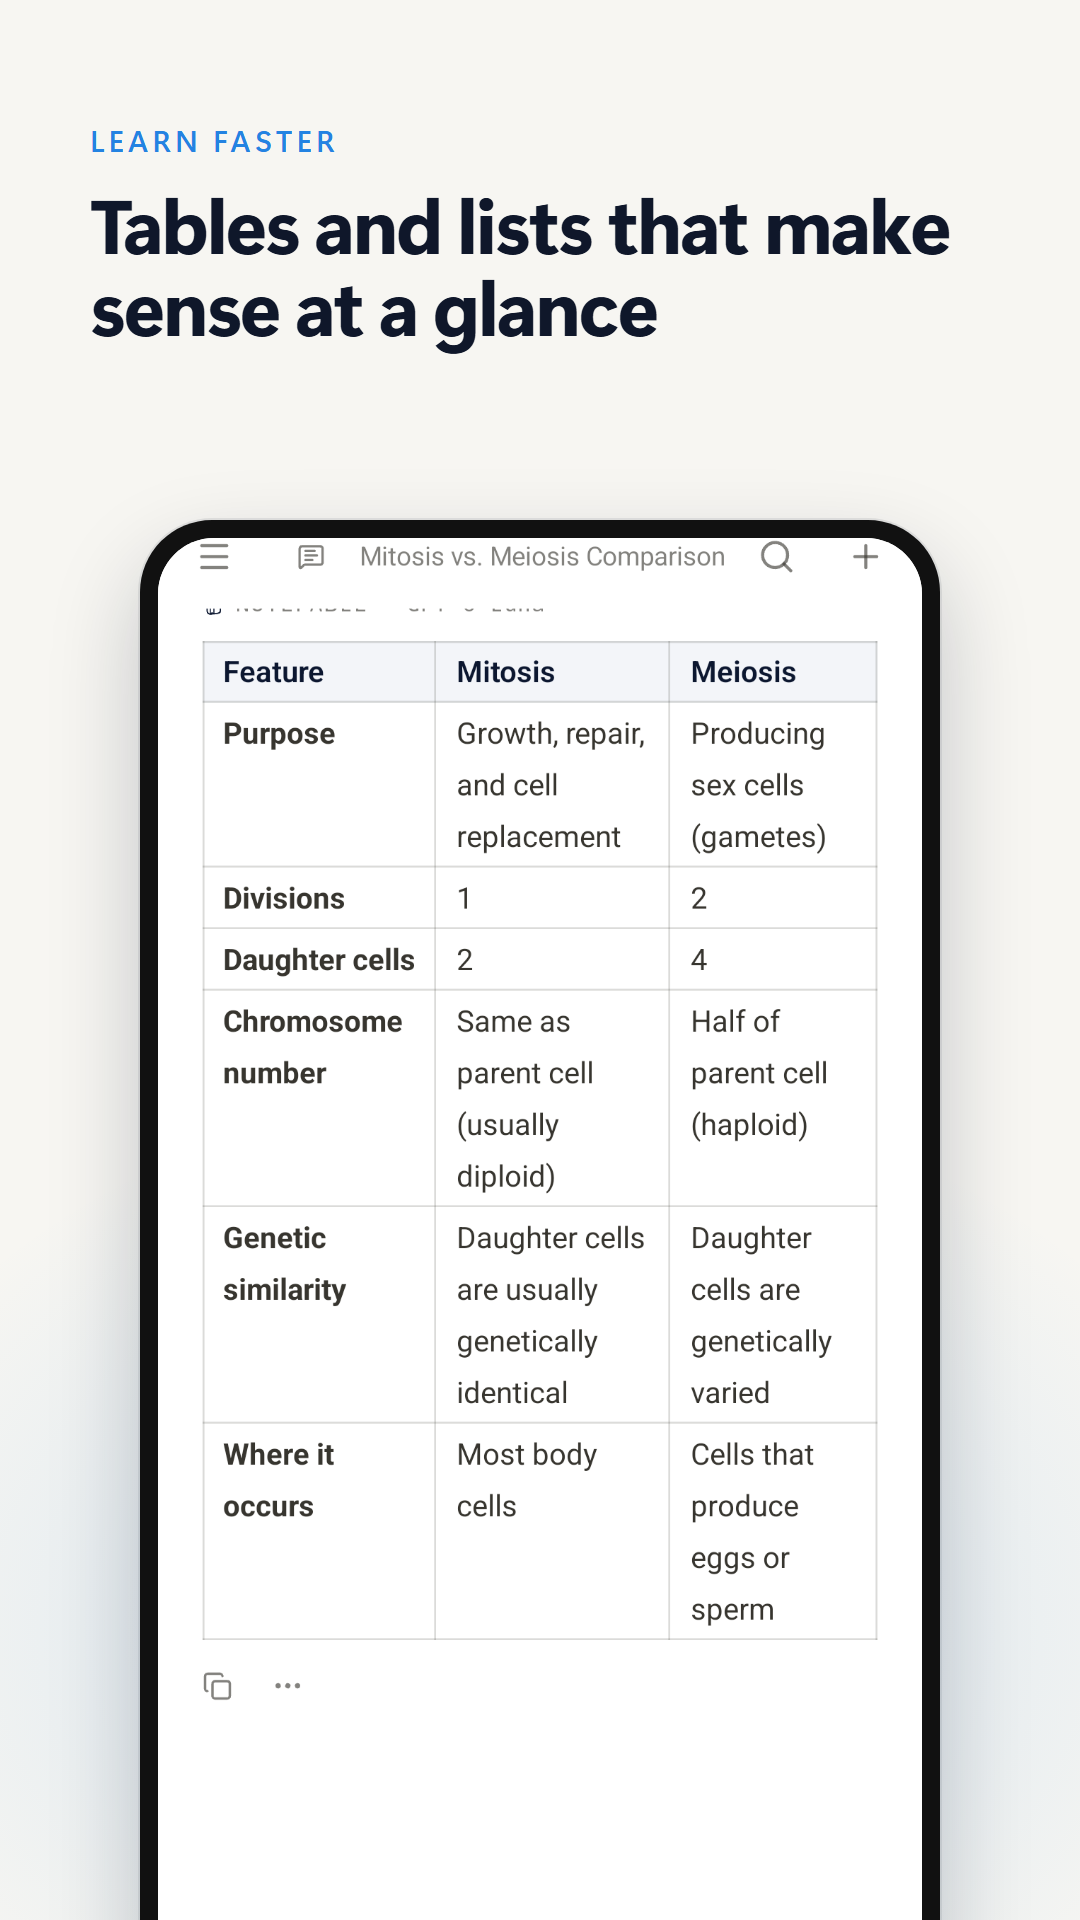 LEARN FASTER
Tables and lists that make
sense at a glance
Mitosis vs. Meiosis Comparison
Feature Mitosis Meiosis
Purpose Growth, repair, and cell replacement Producing sex cells (gametes)
Divisions 1 2
Daughter cells 2 4
Chromosome number Same as parent cell (usually diploid) Half of parent cell (haploid)
Genetic similarity Daughter cells are usually genetically identical Daughter cells are genetically varied
Where it occurs Most body cells Cells that produce eggs or sperm